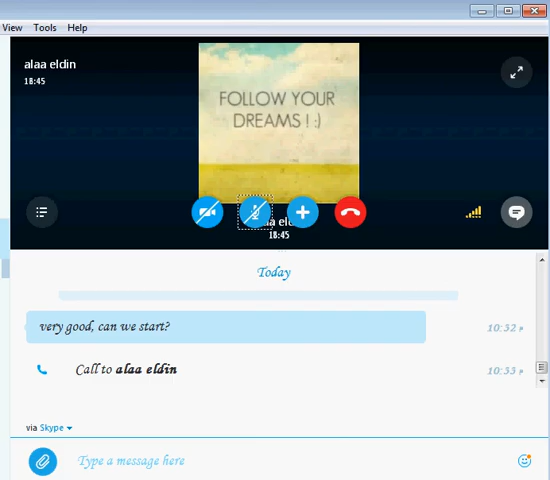 View Tools Help
alaa eldin
18:45
FOLLOW YOUR
DREAMS ! :)
18:45
Today
very good, can we start? 10:32 P
Call to alaa eldin 10:33 P
via Skype
Type a message here